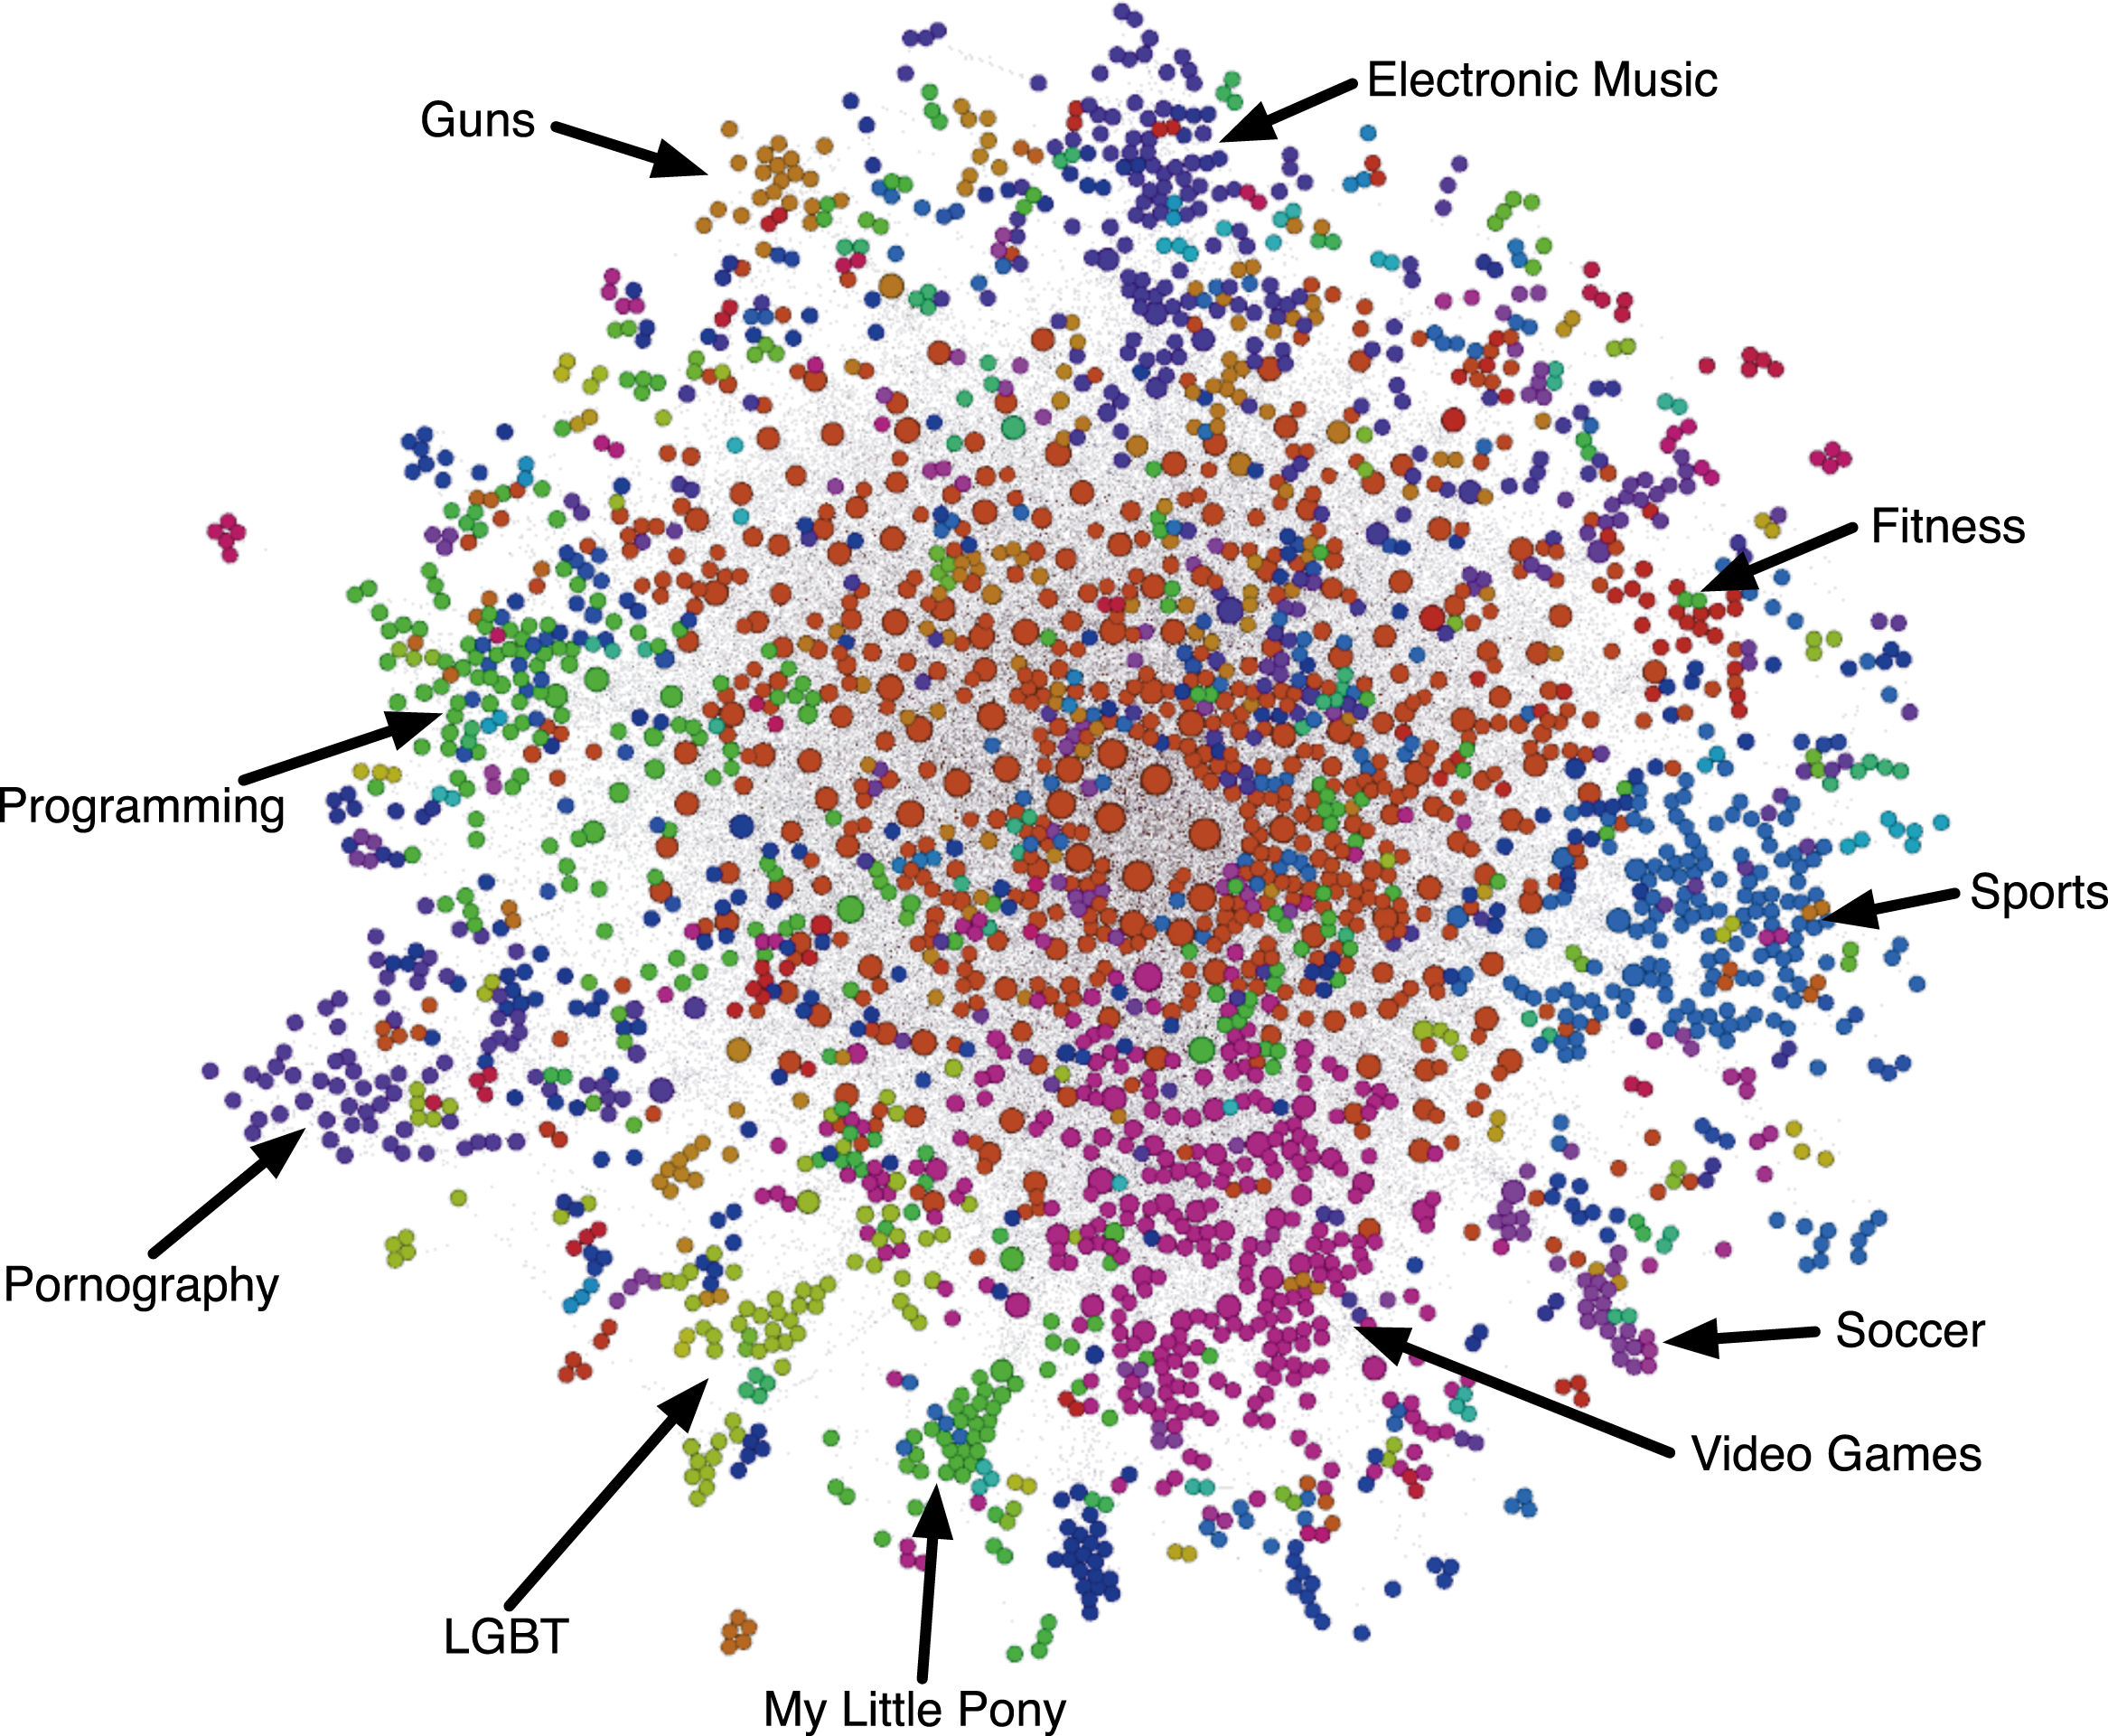 Electronic Music
Guns
Fitness
Programming
Sports
Pornography
Soccer
Video Games
LGBT
My Little Pony